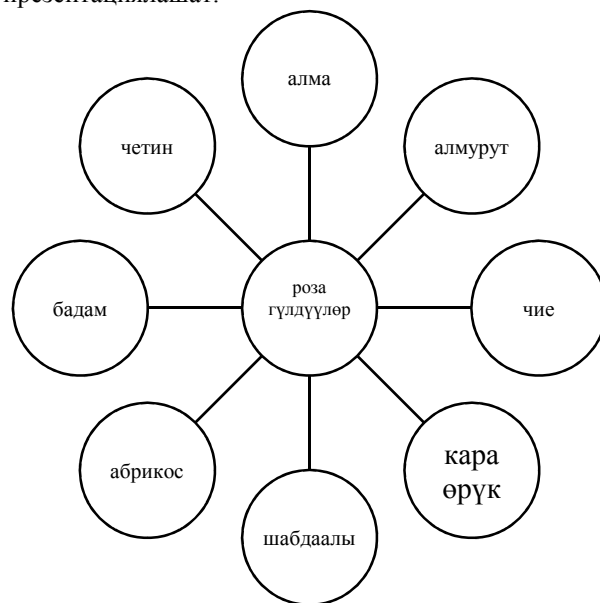 презентациялашат.
алма
четин
алмурут
роза
гүлдүүлөр
бадам
чие
кара
өрүк
абрикос
шабдаалы